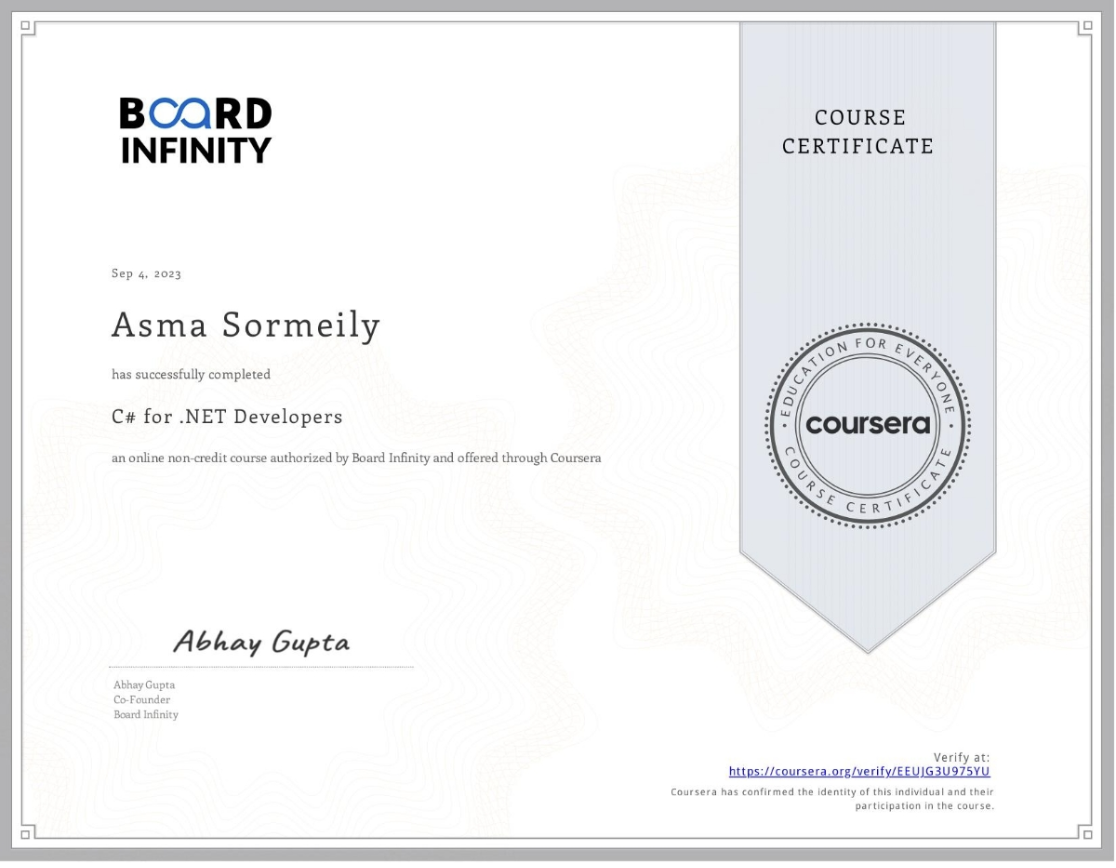 BOARD
INFINITY
COURSE
CERTIFICATE
Sep 4, 2023
Asma Sormeily
has successfully completed
C# for .NET Developers
an online non-credit course authorized by Board Infinity and offered through Coursera
EDUCATION FOR EVERYONE
coursera
COURSE CERTIFICATE
Abhay Gupta
Abhay Gupta
Co-Founder
Board Infinity
Verify at:
https://coursera.org/verify/EEUJG3U975YU
Coursera has confirmed the identity of this individual and their
participation in the course.